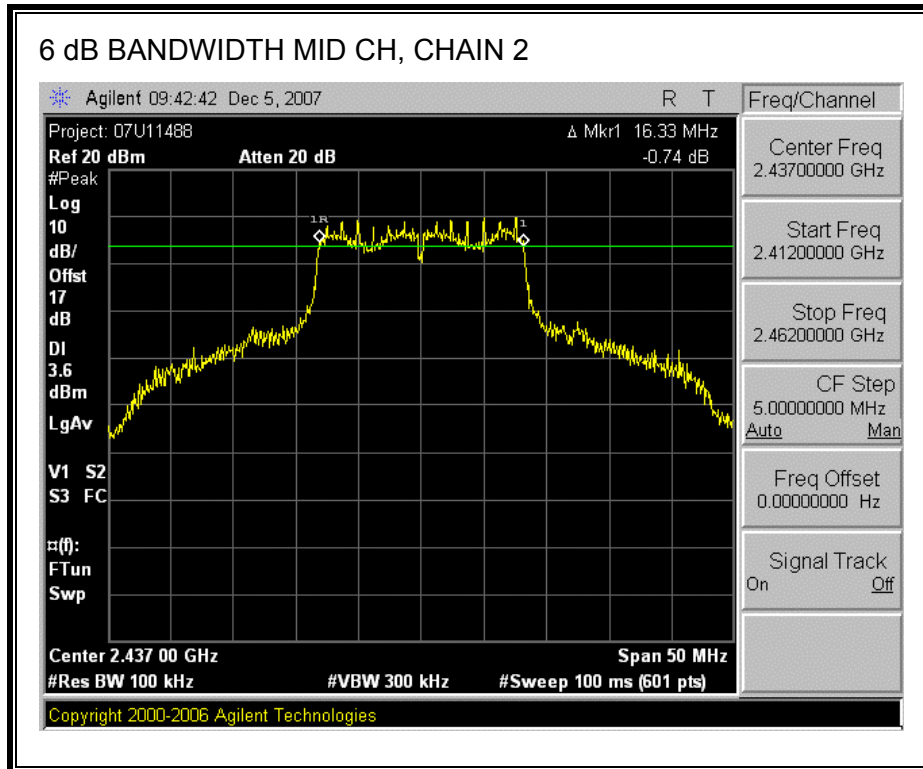 6 dB BANDWIDTH MID CH, CHAIN 2
Agilent 09:42:42 Dec 5, 2007
R T
Freq/Channel
Project: 07U11488
Δ Mkr1 16.33 MHz
Ref 20 dBm
Atten 20 dB
-0.74 dB
#Peak
Log
10
dB/
Offst
17
dB
DI
3.6
dBm
LgAv
V1 S2
S3 FC
¤(f):
FTun
Swp
1R
1
Center 2.437 00 GHz
Span 50 MHz
#Res BW 100 kHz
#VBW 300 kHz
#Sweep 100 ms (601 pts)
Center Freq
2.43700000 GHz
Start Freq
2.41200000 GHz
Stop Freq
2.46200000 GHz
CF Step
5.00000000 MHz
Auto Man
Freq Offset
0.00000000 Hz
Signal Track
On Off
Copyright 2000-2006 Agilent Technologies